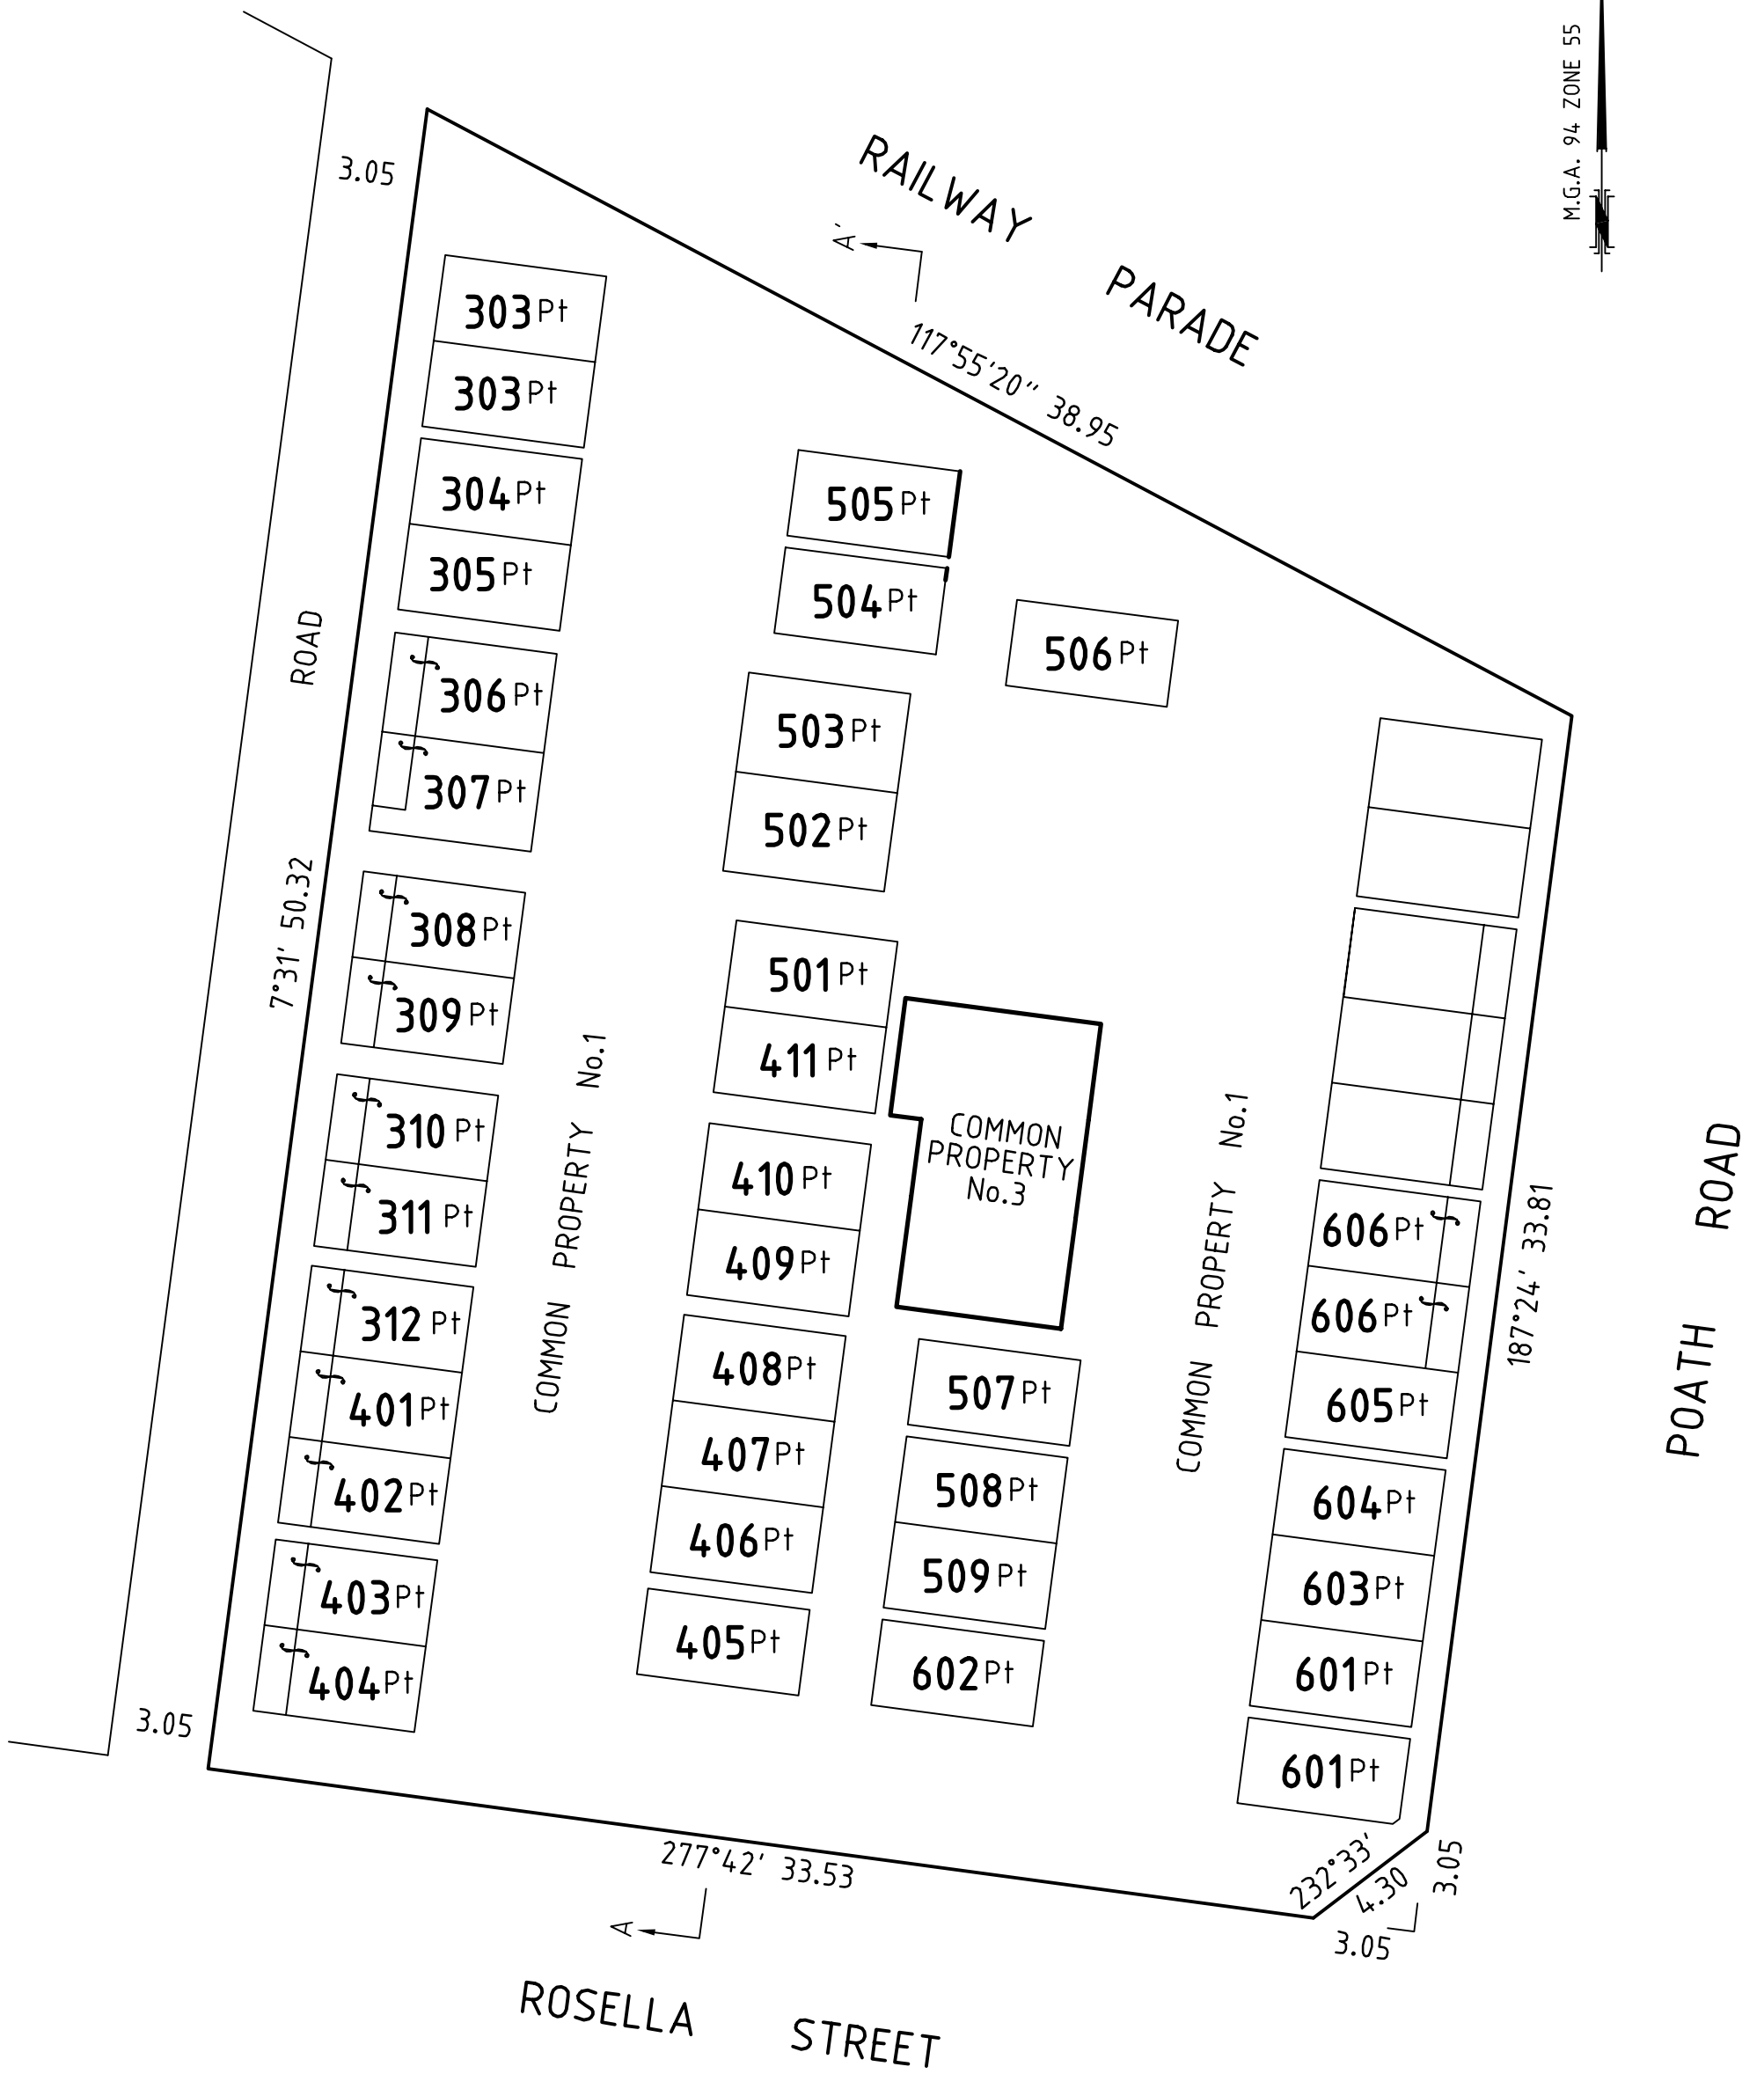 M.G.A. 94 ZONE 55
RAILWAY PARADE
3.05
A'
117°55'20" 38.95
303 Pt
303 Pt
304 Pt
305 Pt
306 Pt
307 Pt
308 Pt
309 Pt
310 Pt
311 Pt
312 Pt
401 Pt
402 Pt
403 Pt
404 Pt
ROAD
7°31' 50.32
3.05
COMMON PROPERTY No.1
505 Pt
504 Pt
506 Pt
503 Pt
502 Pt
501 Pt
411 Pt
410 Pt
409 Pt
408 Pt
407 Pt
406 Pt
405 Pt
COMMON
PROPERTY
No.3
507 Pt
508 Pt
509 Pt
602 Pt
COMMON PROPERTY No.1
606 Pt
606 Pt
605 Pt
604 Pt
603 Pt
601 Pt
601 Pt
187°24' 33.81
POATH ROAD
277°42' 33.53
232°33'
4.30
3.05
3.05
A
ROSELLA STREET